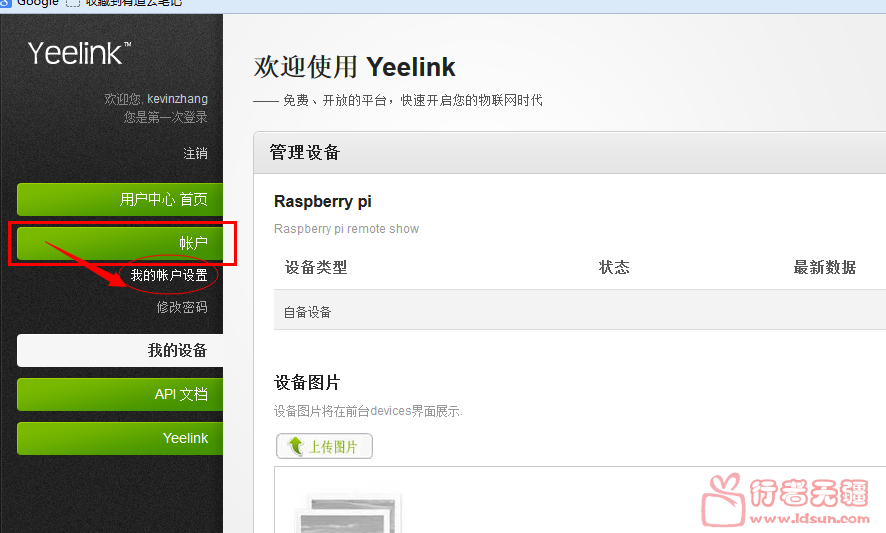 Google 收藏到有道云笔记
Yeelink™
欢迎您, kevinzhang
您是第一次登录
注销
用户中心 首页
帐户
我的帐户设置
修改密码
我的设备
API 文档
Yeelink
欢迎使用 Yeelink
—— 免费、开放的平台，快速开启您的物联网时代
管理设备
Raspberry pi
Raspberry pi remote show
设备类型 状态 最新数据
自备设备
设备图片
设备图片将在前台devices界面展示.
上传图片
行者无疆
www.ldsun.com